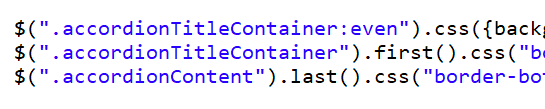 $(".accordionTitleContainer:even").css({backg
$(".accordionTitleContainer").first().css("bo
$(".accordionContent").last().css("border-bot